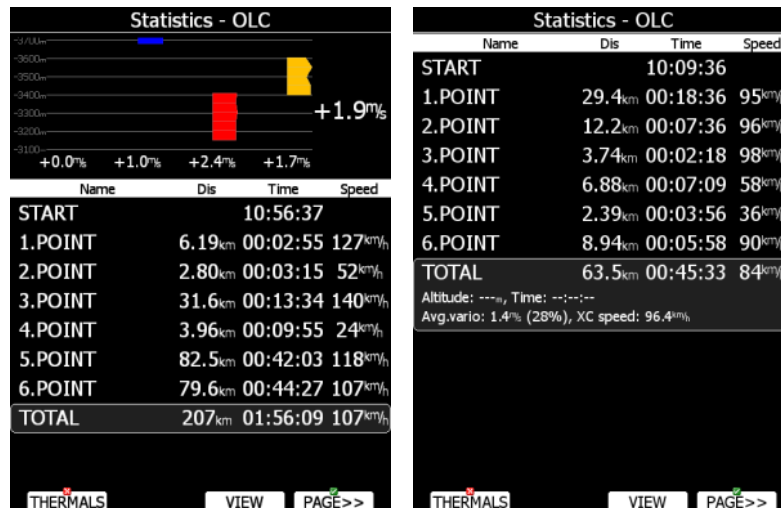 Statistics - OLC
-3700m
-3600m
-3500m
-3400m
-3300m
-3200m
-3100m
+1.9m/s
+0.0m/s +1.0m/s +2.4m/s +1.7m/s
Name Dis Time Speed
START 10:56:37
1.POINT 6.19km 00:02:55 127km/h
2.POINT 2.80km 00:03:15 52km/h
3.POINT 31.6km 00:13:34 140km/h
4.POINT 3.96km 00:09:55 24km/h
5.POINT 82.5km 00:42:03 118km/h
6.POINT 79.6km 00:44:27 107km/h
TOTAL 207km 01:56:09 107km/h
THERMALS VIEW PAGE>>
Statistics - OLC
Name Dis Time Speed
START 10:09:36
1.POINT 29.4km 00:18:36 95km/
2.POINT 12.2km 00:07:36 96km/
3.POINT 3.74km 00:02:18 98km/
4.POINT 6.88km 00:07:09 58km/
5.POINT 2.39km 00:03:56 36km/
6.POINT 8.94km 00:05:58 90km/
TOTAL 63.5km 00:45:33 84km/
Altitude: ---m, Time: --:--:--
Avg.vario: 1.4m/s (28%), XC speed: 96.4km/h
THERMALS VIEW PAGE>>